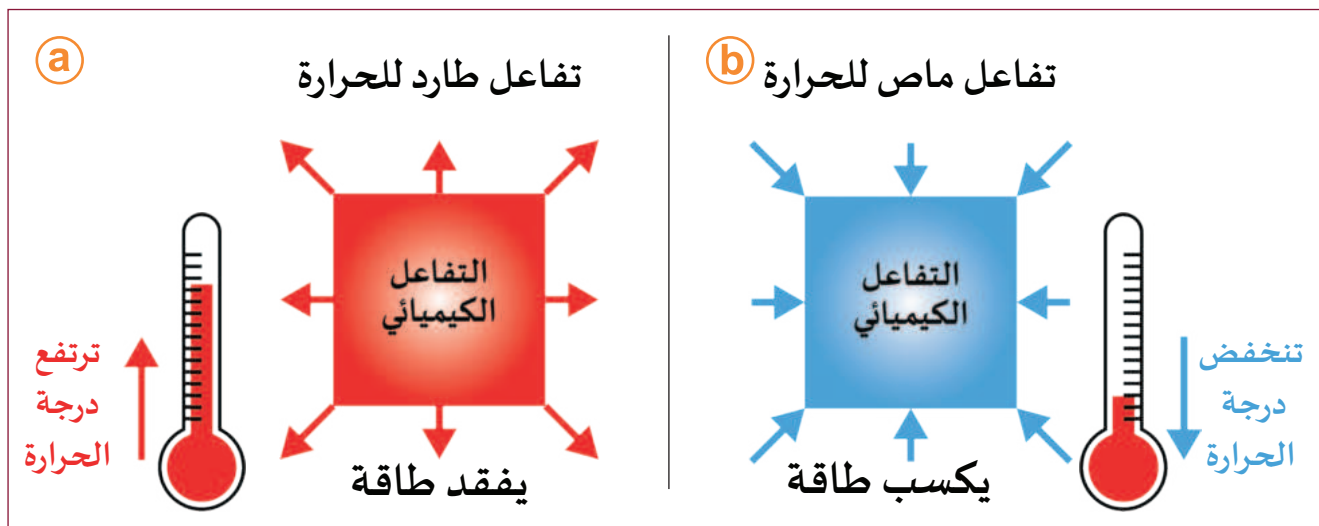 a
تفاعل طارد للحرارة
التفاعل
الكيميائي
ترتفع
درجة
الحرارة
يفقد طاقة
b
تفاعل ماص للحرارة
التفاعل
الكيميائي
تنخفض
درجة
الحرارة
يكسب طاقة